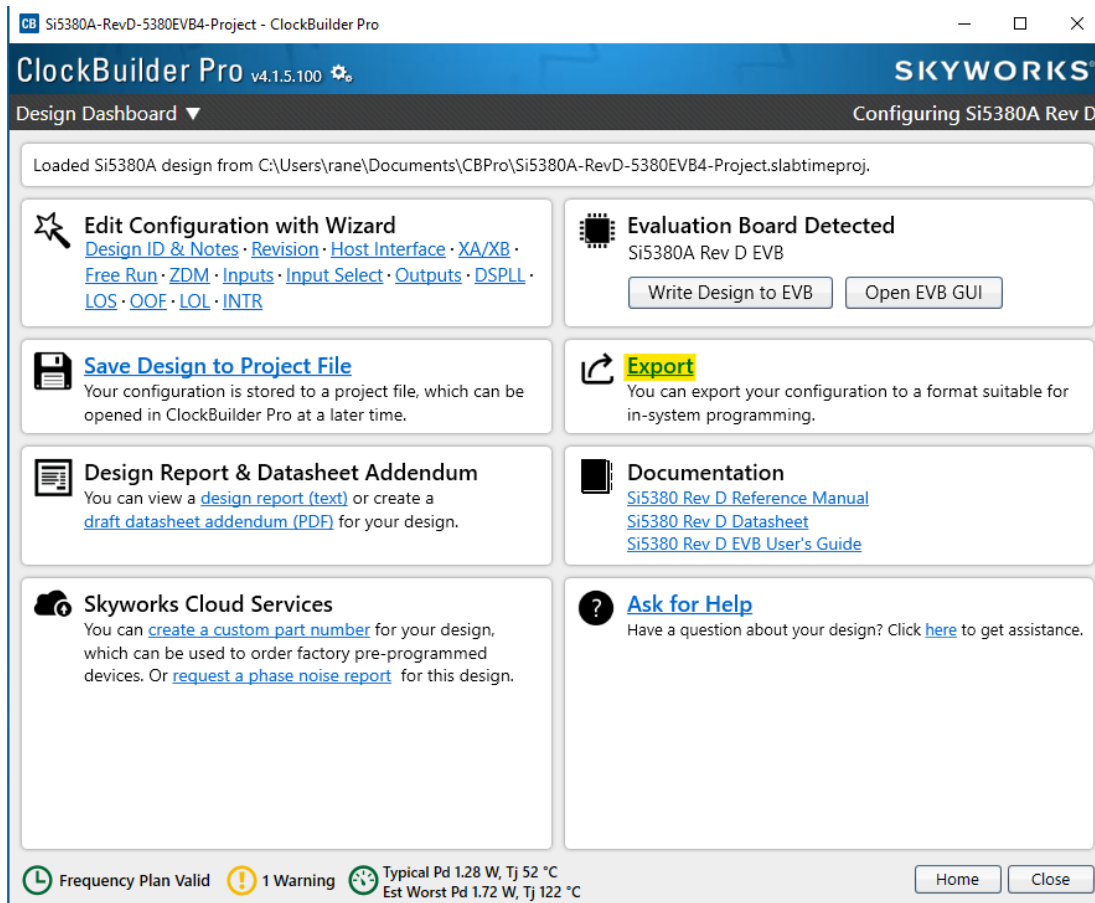 CB Si5380A-RevD-5380EVB4-Project - ClockBuilder Pro
ClockBuilder Pro v4.1.5.100
SKYWORKS®
Design Dashboard ▼
Configuring Si5380A Rev D
Loaded Si5380A design from C:\Users\rane\Documents\CBPro\Si5380A-RevD-5380EVB4-Project.slabtimeproj.
Edit Configuration with Wizard
Design ID & Notes · Revision · Host Interface · XA/XB ·
Free Run · ZDM · Inputs · Input Select · Outputs · DSPLL ·
LOS · OOF · LOL · INTR
Evaluation Board Detected
Si5380A Rev D EVB
Write Design to EVB
Open EVB GUI
Save Design to Project File
Your configuration is stored to a project file, which can be
opened in ClockBuilder Pro at a later time.
Export
You can export your configuration to a format suitable for
in-system programming.
Design Report & Datasheet Addendum
You can view a design report (text) or create a
draft datasheet addendum (PDF) for your design.
Documentation
Si5380 Rev D Reference Manual
Si5380 Rev D Datasheet
Si5380 Rev D EVB User's Guide
Skyworks Cloud Services
You can create a custom part number for your design,
which can be used to order factory pre-programmed
devices. Or request a phase noise report for this design.
Ask for Help
Have a question about your design? Click here to get assistance.
Frequency Plan Valid
1 Warning
Typical Pd 1.28 W, Tj 52 °C
Est Worst Pd 1.72 W, Tj 122 °C
Home
Close